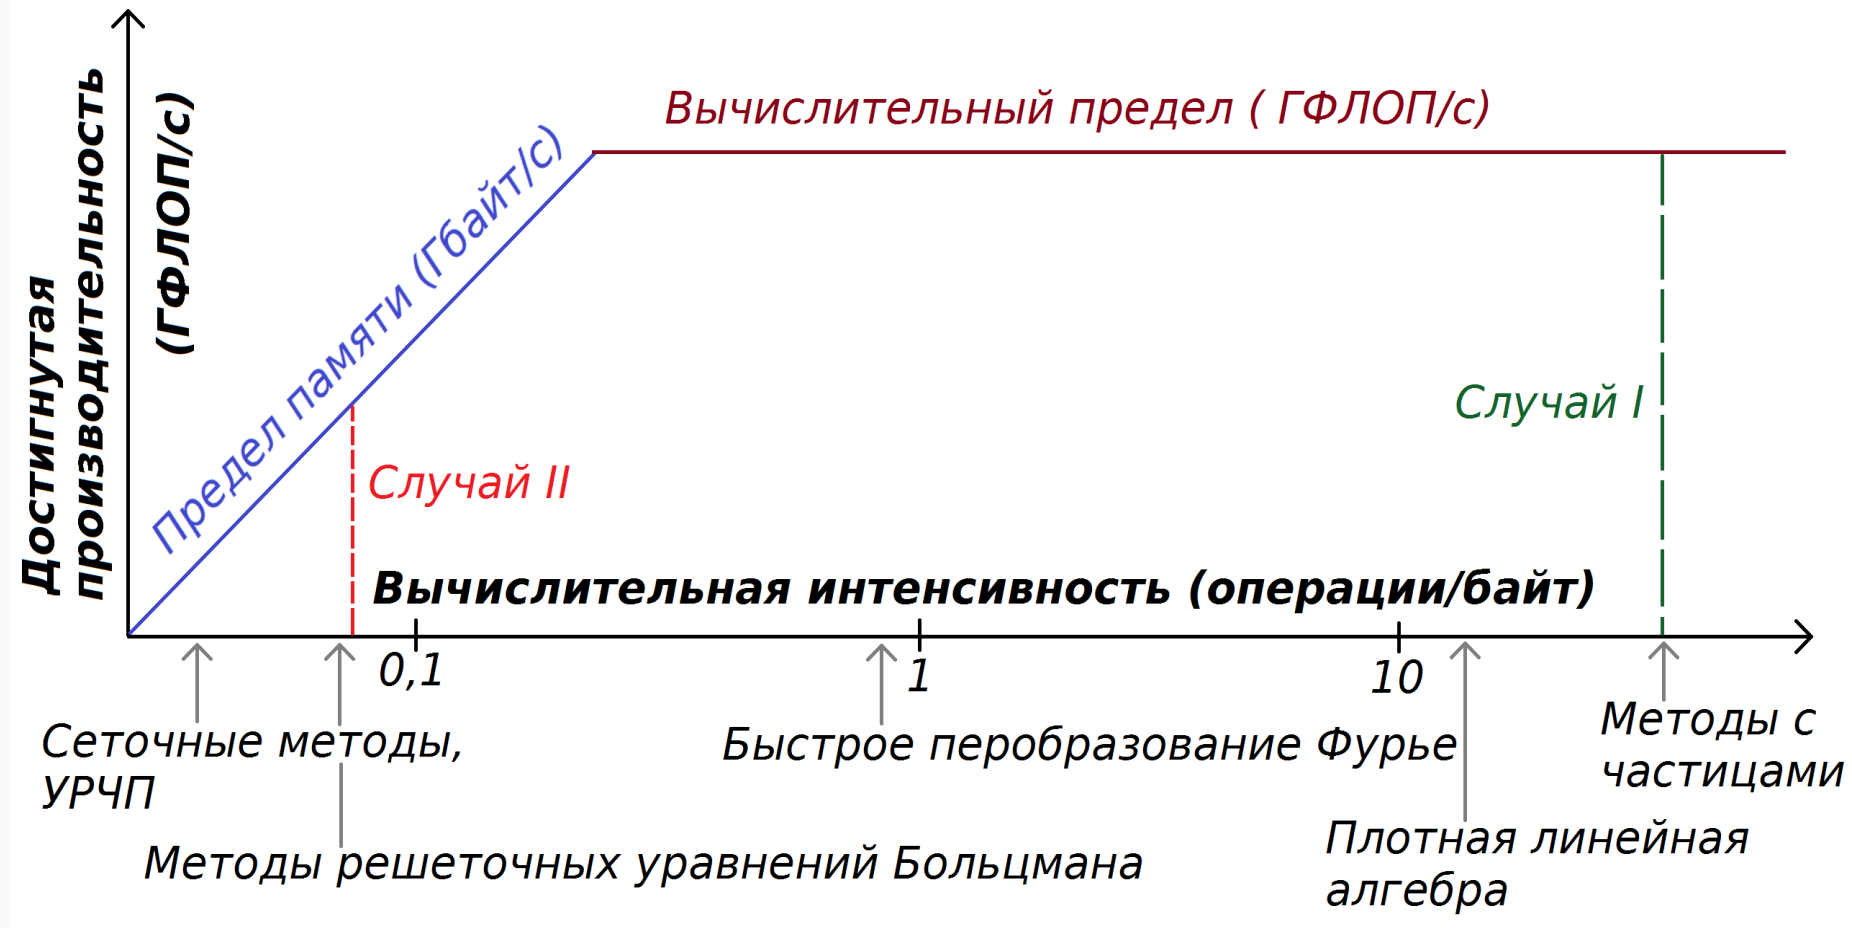 Достигнутая
производительность
(ГФЛОП/с)
Вычислительный предел ( ГФЛОП/с)
Предел памяти (Гбайт/с)
Случай I
Случай II
Вычислительная интенсивность (операции/байт)
0,1
1
10
Сеточные методы,
УРЧП
Методы решеточных уравнений Больцмана
Быстрое перобразование Фурье
Плотная линейная
алгебра
Методы с
частицами